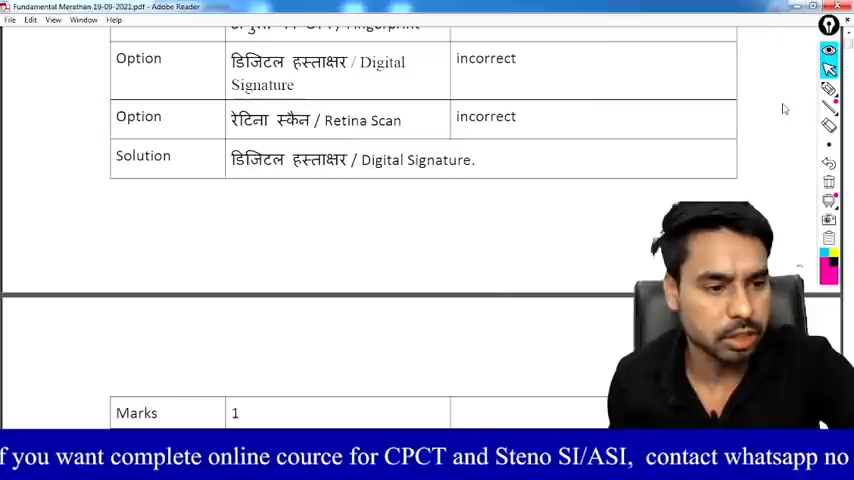 Fundamental Merathan 19-09-2021.pdf - Adobe Reader
File Edit View Window Help
/ Fingerprint
Option
डिजिटल हस्ताक्षर / Digital Signature
incorrect
Option
रेटिना स्कैन / Retina Scan
incorrect
Solution
डिजिटल हस्ताक्षर / Digital Signature.
Marks
1
f you want complete online cource for CPCT and Steno SI/ASI, contact whatsapp no